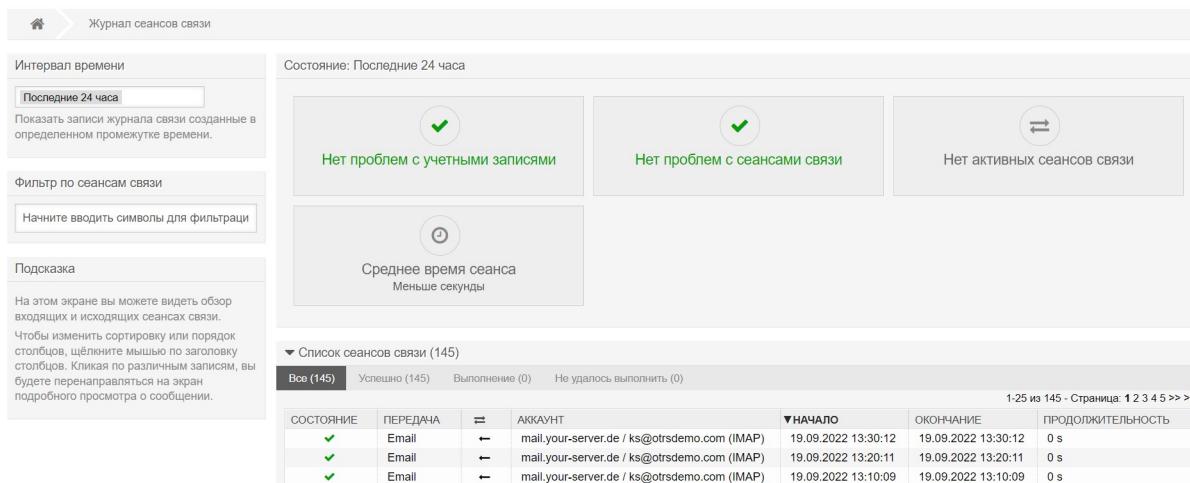 Журнал сеансов связи
Интервал времени
Последние 24 часа
Показать записи журнала связи созданные в
определенном промежутке времени.
Фильтр по сеансам связи
Начните вводить символы для фильтраци
Подсказка
На этом экране вы можете видеть обзор
входящих и исходящих сеансах связи.
Чтобы изменить сортировку или порядок
столбцов, щёлкните мышью по заголовку
столбцов. Кликая по различным записям, вы
будете перенаправляться на экран
подробного просмотра о сообщении.
Состояние: Последние 24 часа
Нет проблем с учетными записями
Нет проблем с сеансами связи
Нет активных сеансов связи
Среднее время сеанса
Меньше секунды
Список сеансов связи (145)
Все (145) Успешно (145) Выполнение (0) Не удалось выполнить (0)
1-25 из 145 - Страница: 1 2 3 4 5 >> >
СОСТОЯНИЕ ПЕРЕДАЧА ⇄ АККАУНТ ▼НАЧАЛО ОКОНЧАНИЕ ПРОДОЛЖИТЕЛЬНОСТЬ
Email ← mail.your-server.de / ks@otrsdemo.com (IMAP) 19.09.2022 13:30:12 19.09.2022 13:30:12 0 s
Email ← mail.your-server.de / ks@otrsdemo.com (IMAP) 19.09.2022 13:20:11 19.09.2022 13:20:11 0 s
Email ← mail.your-server.de / ks@otrsdemo.com (IMAP) 19.09.2022 13:10:09 19.09.2022 13:10:09 0 s